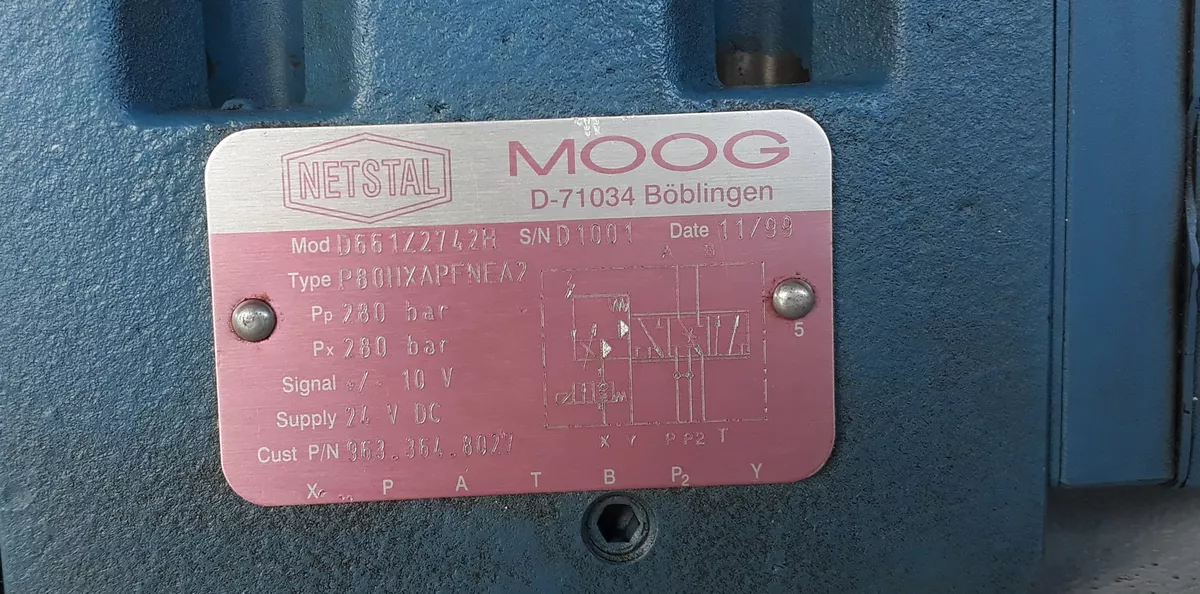 NETSTAL
MOOG
D-71034 Böblingen
Mod D661Z2742H S/N D1001 Date 11/99
Type P80HXAPFNEA2
Pp 280 bar
Px 280 bar
Signal +/- 10 V
Supply 24 V DC
Cust P/N 963.364.8027
A B
5
X Y P P2 T
X P A T B P2 Y